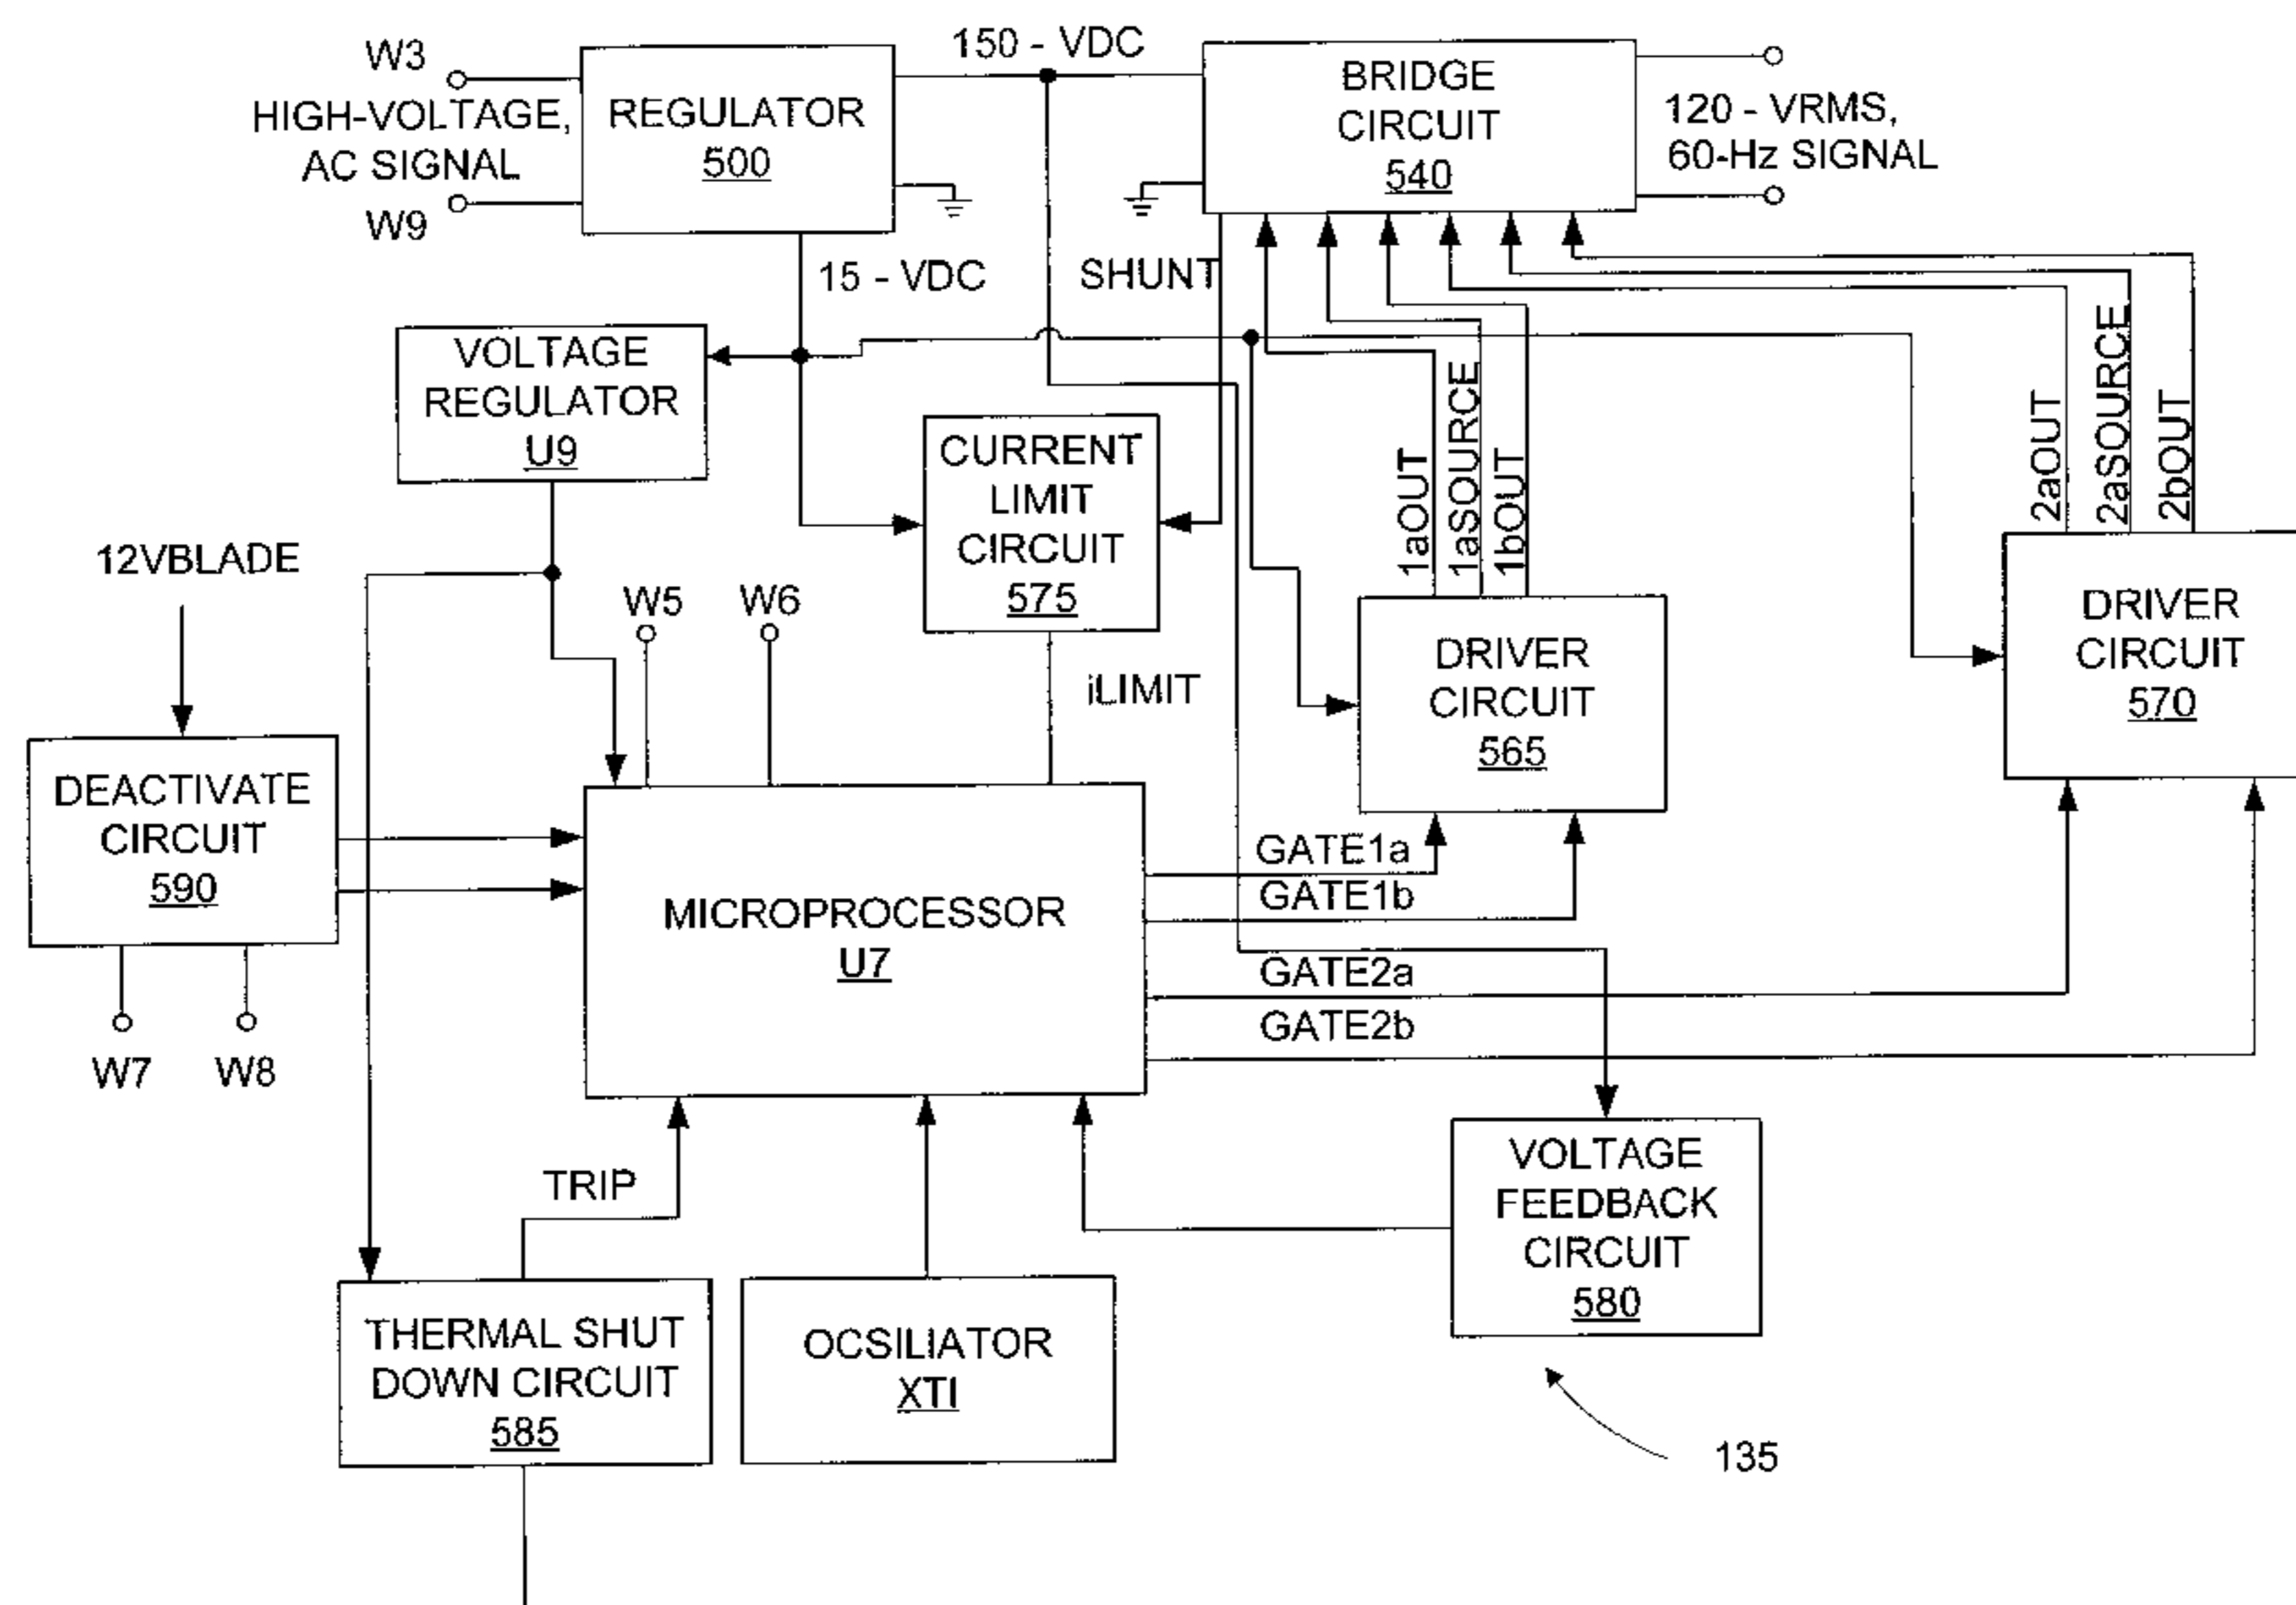 W3
HIGH-VOLTAGE,
AC SIGNAL
W9
REGULATOR
500
150 - VDC
BRIDGE
CIRCUIT
540
120 - VRMS,
60-Hz SIGNAL
15 - VDC
SHUNT
VOLTAGE
REGULATOR
U9
CURRENT
LIMIT
CIRCUIT
575
1aOUT
1aSOURCE
1bOUT
2aOUT
2aSOURCE
2bOUT
12VBLADE
W5
W6
iLIMIT
DRIVER
CIRCUIT
565
DRIVER
CIRCUIT
570
DEACTIVATE
CIRCUIT
590
W7
W8
MICROPROCESSOR
U7
GATE1a
GATE1b
GATE2a
GATE2b
TRIP
THERMAL SHUT
DOWN CIRCUIT
585
OCSILIATOR
XTI
VOLTAGE
FEEDBACK
CIRCUIT
580
135